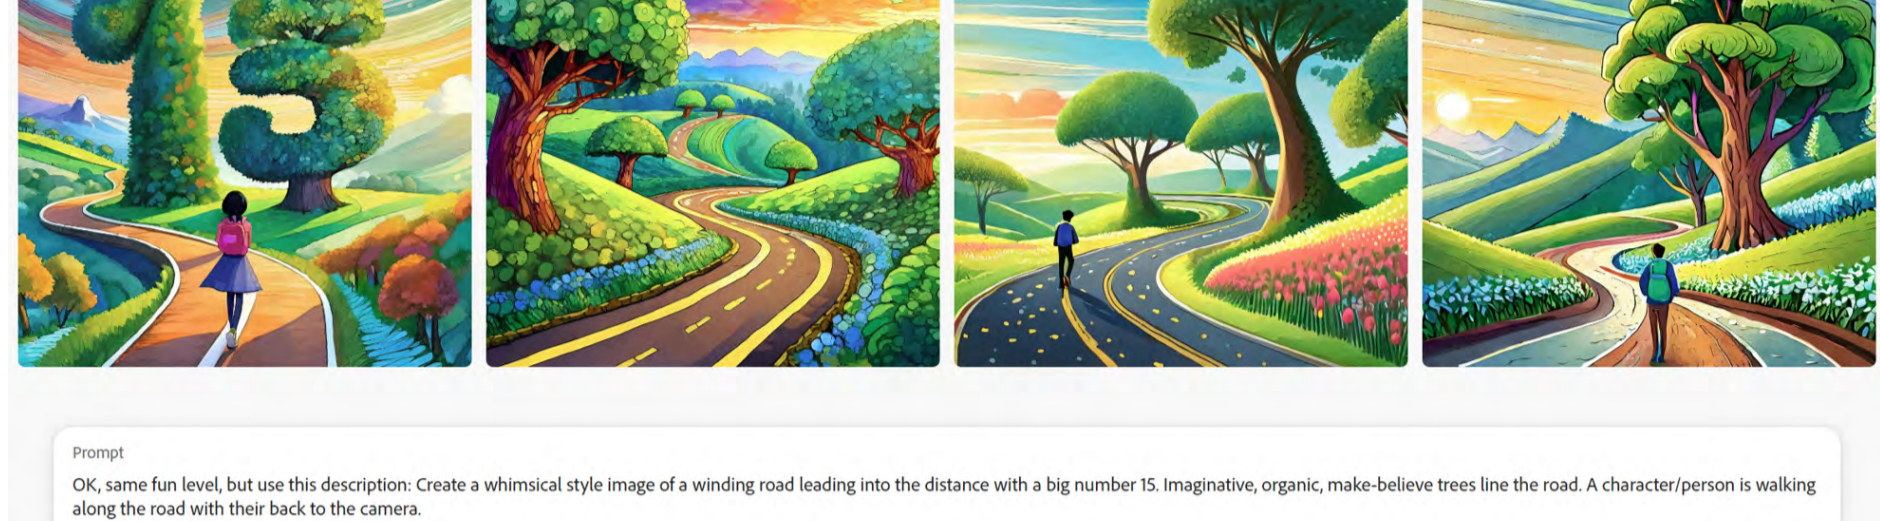 15
Prompt
OK, same fun level, but use this description: Create a whimsical style image of a winding road leading into the distance with a big number 15. Imaginative, organic, make-believe trees line the road. A character/person is walking
along the road with their back to the camera.